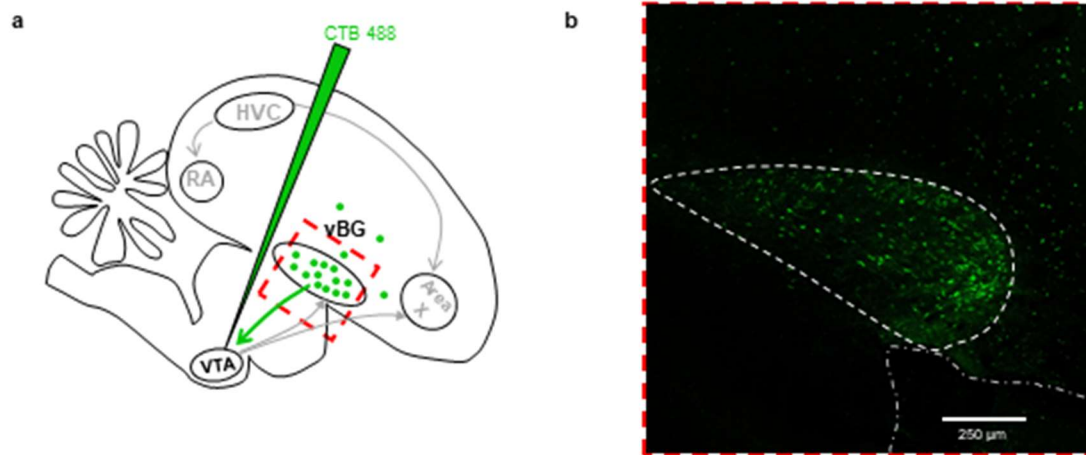 a
CTB 488
HVC
RA
vBG
Area
X
VTA
b
250 µm